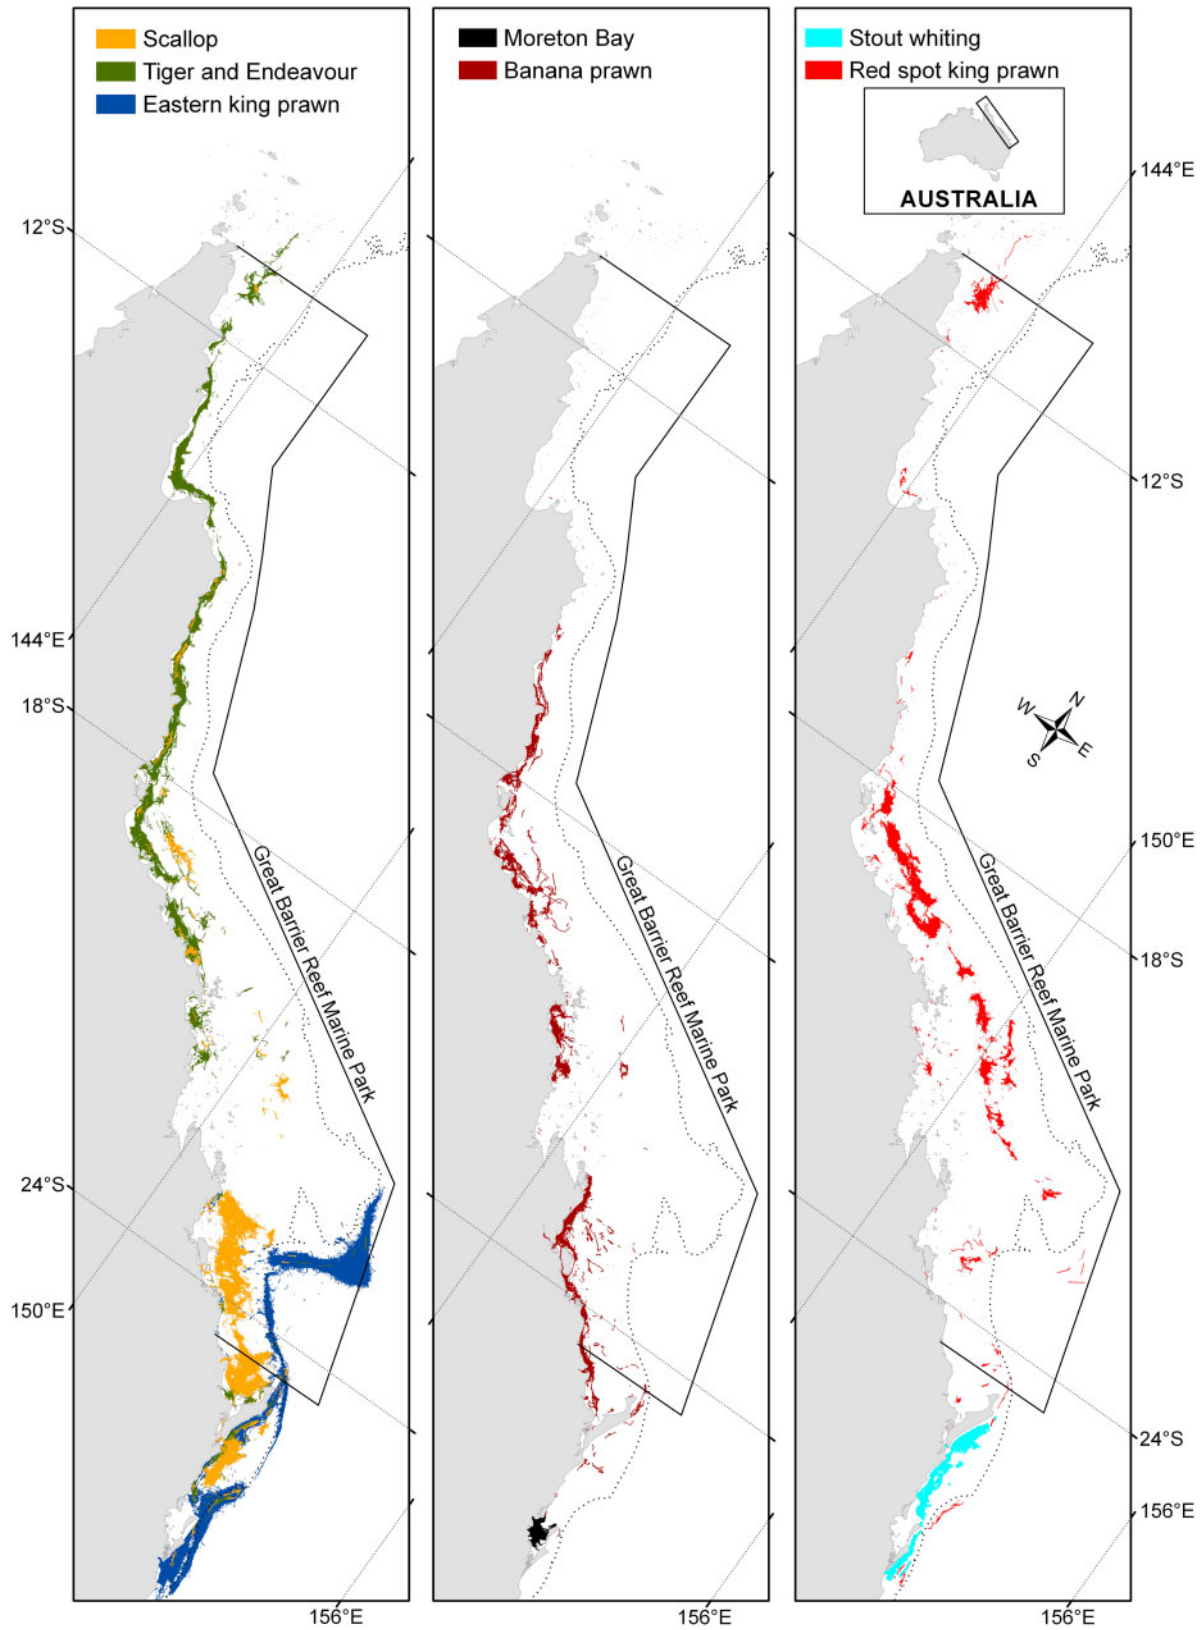 Scallop
Tiger and Endeavour
Eastern king prawn
Moreton Bay
Banana prawn
Stout whiting
Red spot king prawn
AUSTRALIA
144°E
12°S
12°S
144°E
18°S
N
W
E
S
150°E
18°S
Great Barrier Reef Marine Park
Great Barrier Reef Marine Park
Great Barrier Reef Marine Park
24°S
150°E
24°S
156°E
156°E
156°E
156°E